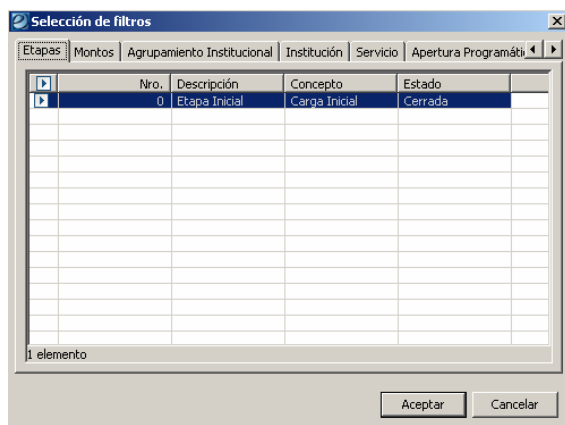 Selección de filtros
Etapas Montos Agrupamiento Institucional Institución Servicio Apertura Programáti
Nro. Descripción Concepto Estado
0 Etapa Inicial Carga Inicial Cerrada
1 elemento
Aceptar Cancelar